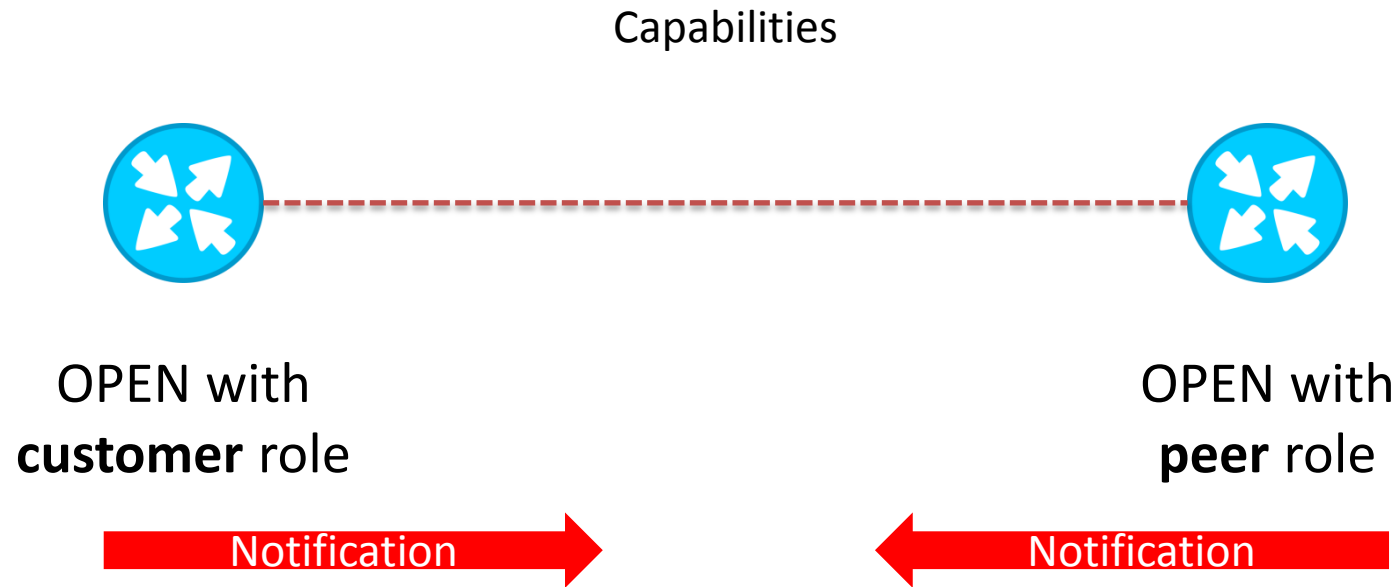 Capabilities
OPEN with
customer role
OPEN with
peer role
Notification
Notification